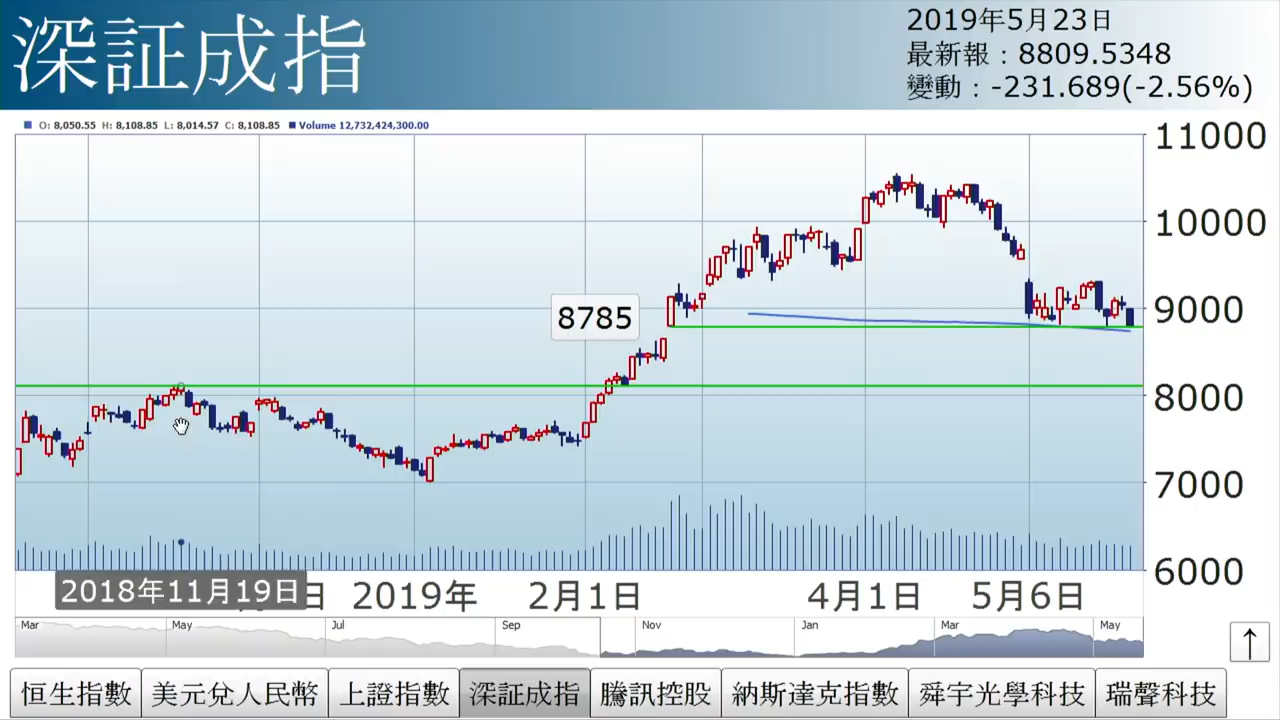 深証成指
2019年5月23日
最新報：8809.5348
變動：-231.689(-2.56%)
O: 8,050.55 H: 8,108.85 L: 8,014.57 C: 8,108.85 Volume 12,732,424,300.00
11000
10000
9000
8000
7000
6000
8785
2018年11月19日 日 2019年 2月1日 4月1日 5月6日
Mar May Jul Sep Nov Jan Mar May
↑
恒生指數 美元兌人民幣 上證指數 深証成指 騰訊控股 納斯達克指數 舜宇光學科技 瑞聲科技